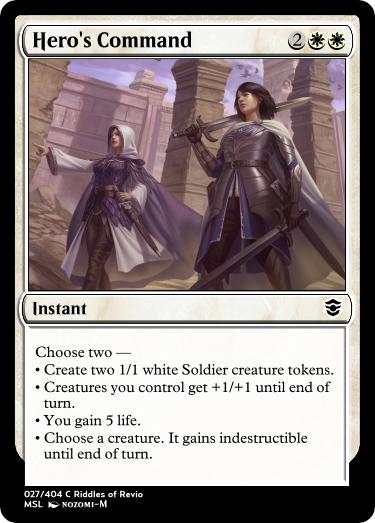 Hero's Command 2
Instant
Choose two —
• Create two 1/1 white Soldier creature tokens.
• Creatures you control get +1/+1 until end of
turn.
• You gain 5 life.
• Choose a creature. It gains indestructible
until end of turn.
027/404 C Riddles of Revio
MSL NOZOMI-M